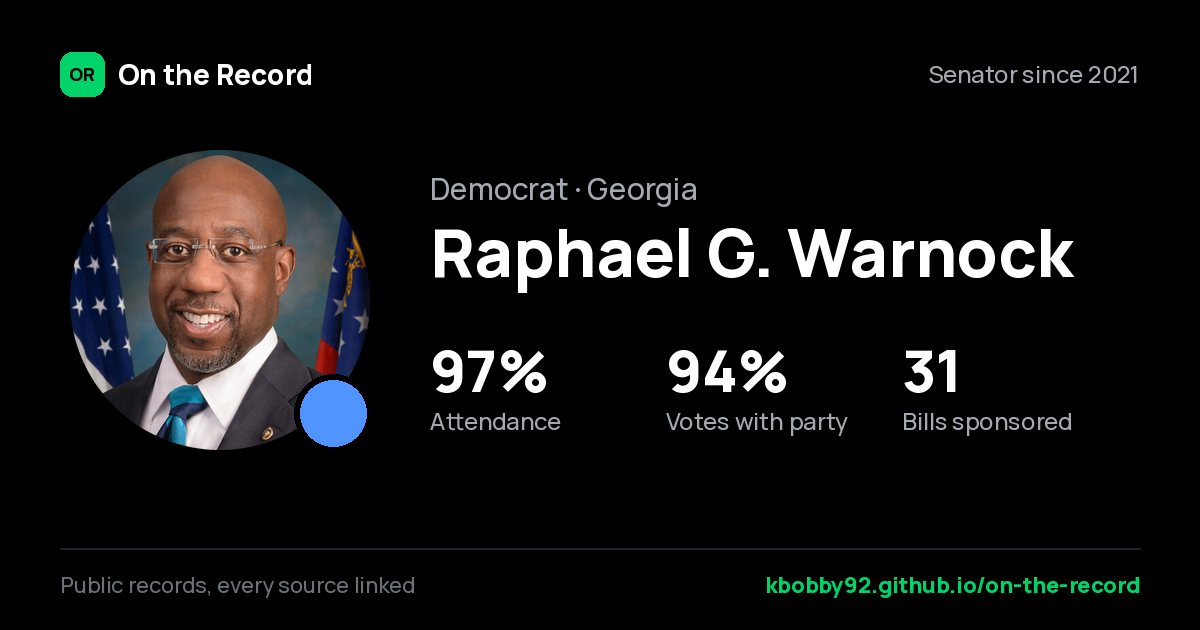 OR On the Record
Senator since 2021
Democrat · Georgia
Raphael G. Warnock
97% 94% 31
Attendance Votes with party Bills sponsored
Public records, every source linked
kbobby92.github.io/on-the-record